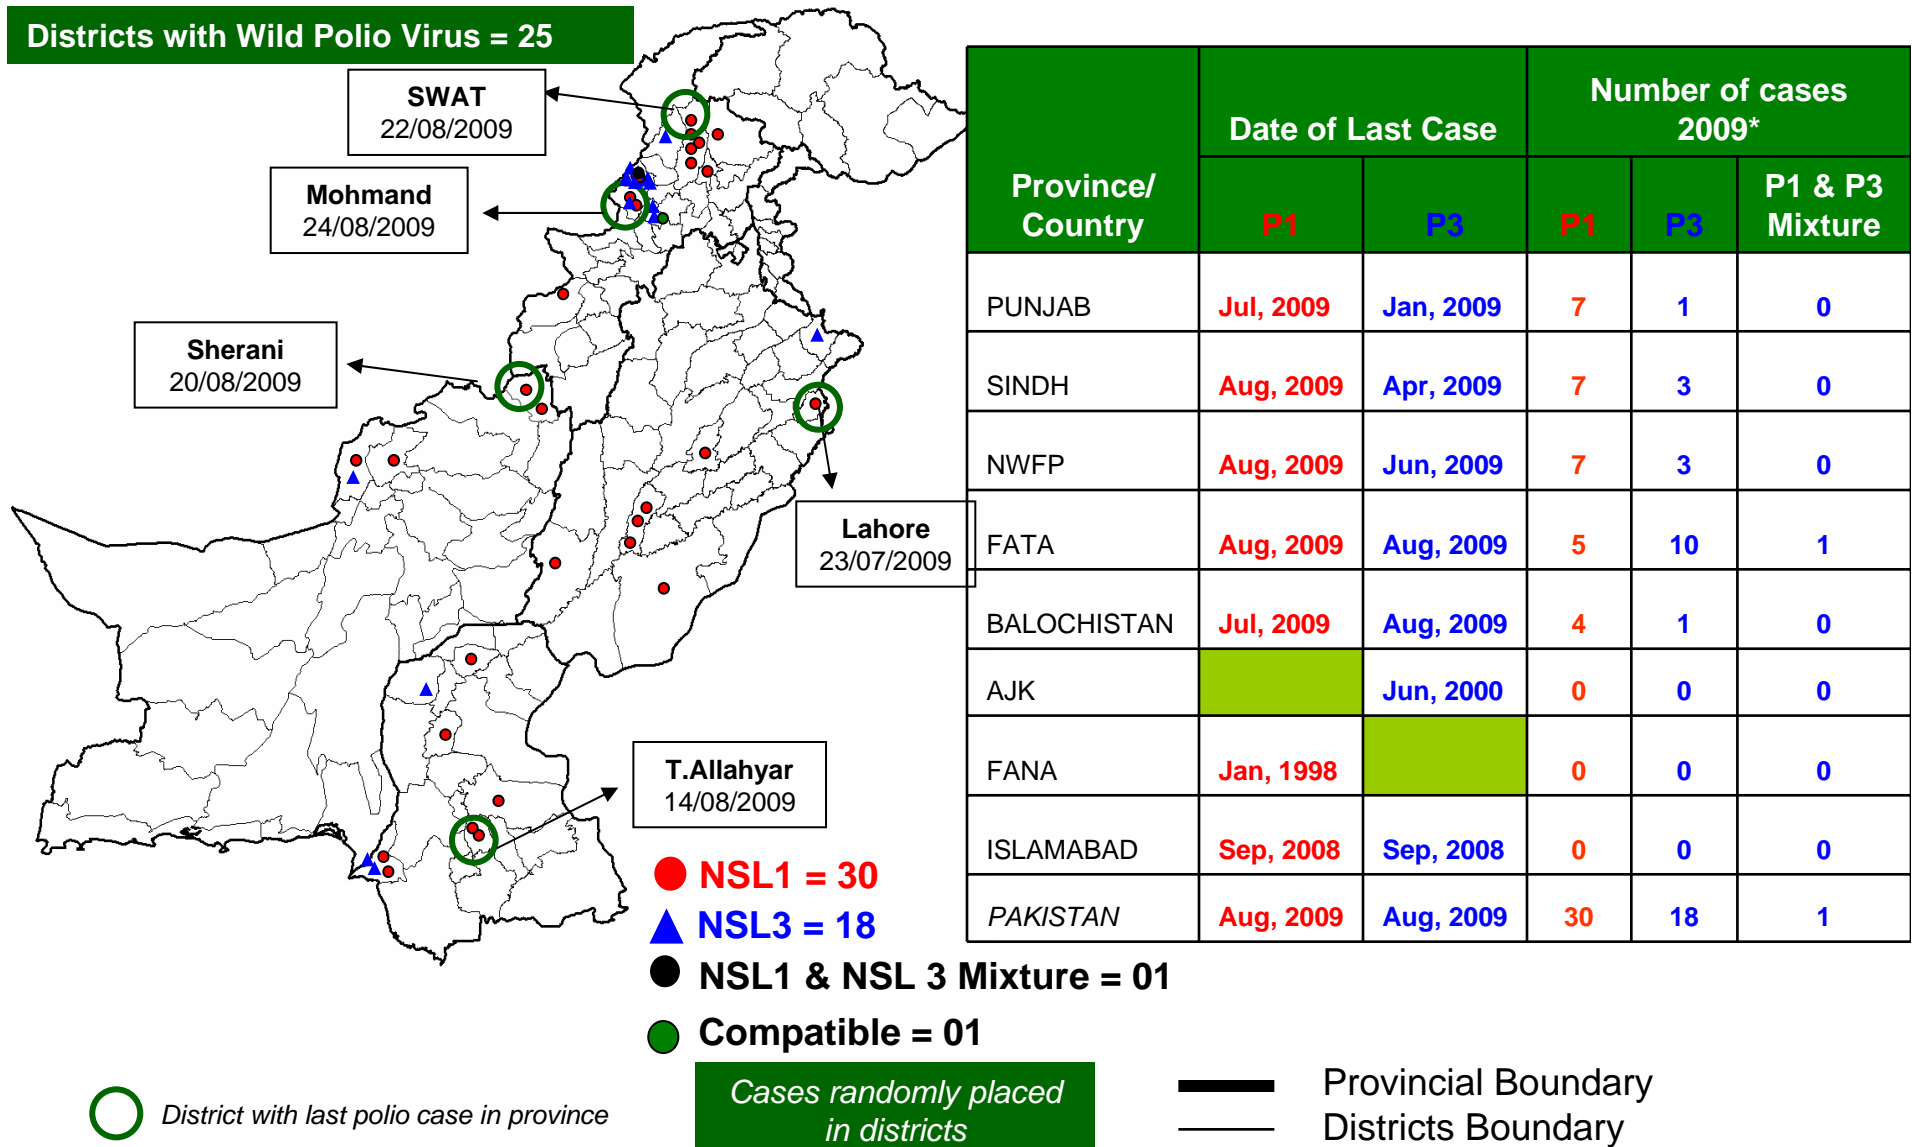 Districts with Wild Polio Virus = 25
SWAT
22/08/2009
Mohmand
24/08/2009
Sherani
20/08/2009
Lahore
23/07/2009
T.Allahyar
14/08/2009
NSL1 = 30
NSL3 = 18
NSL1 & NSL 3 Mixture = 01
Compatible = 01
District with last polio case in province
Cases randomly placed
in districts
Provincial Boundary
Districts Boundary
Province/
Country
Date of Last Case
Number of cases
2009*
P1 P3 P1 P3 P1 & P3
Mixture
PUNJAB Jul, 2009 Jan, 2009 7 1 0
SINDH Aug, 2009 Apr, 2009 7 3 0
NWFP Aug, 2009 Jun, 2009 7 3 0
FATA Aug, 2009 Aug, 2009 5 10 1
BALOCHISTAN Jul, 2009 Aug, 2009 4 1 0
AJK Jun, 2000 0 0 0
FANA Jan, 1998 0 0 0
ISLAMABAD Sep, 2008 Sep, 2008 0 0 0
PAKISTAN Aug, 2009 Aug, 2009 30 18 1